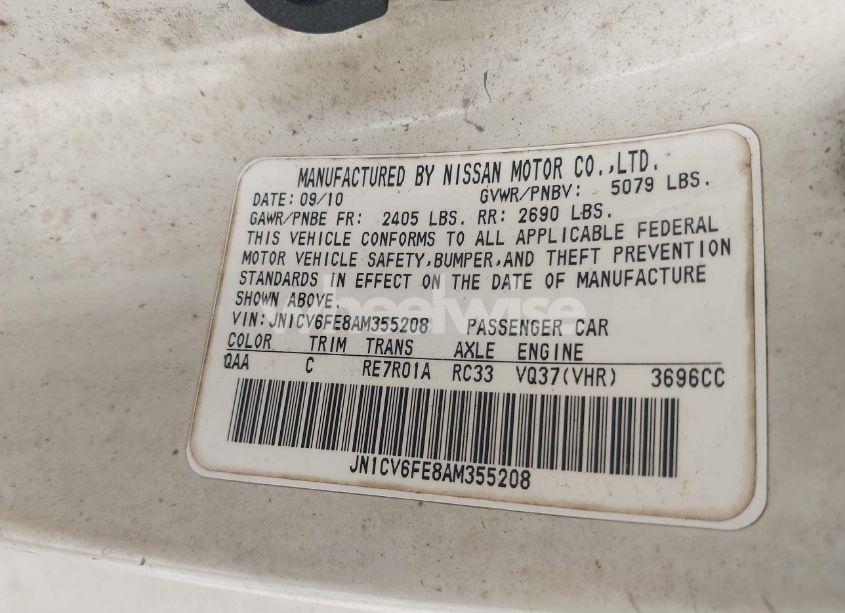 MANUFACTURED BY NISSAN MOTOR CO.,LTD.
DATE: 09/10 GVWR/PNBV: 5079 LBS.
GAWR/PNBE FR: 2405 LBS. RR: 2690 LBS.
THIS VEHICLE CONFORMS TO ALL APPLICABLE FEDERAL
MOTOR VEHICLE SAFETY,BUMPER,AND THEFT PREVENTION
STANDARDS IN EFFECT ON THE DATE OF MANUFACTURE
SHOWN ABOVE.
wheelwise
VIN:JN1CV6FE8AM355208 PASSENGER CAR
COLOR TRIM TRANS AXLE ENGINE
QAA C RE7R01A RC33 VQ37(VHR) 3696CC
JN1CV6FE8AM355208